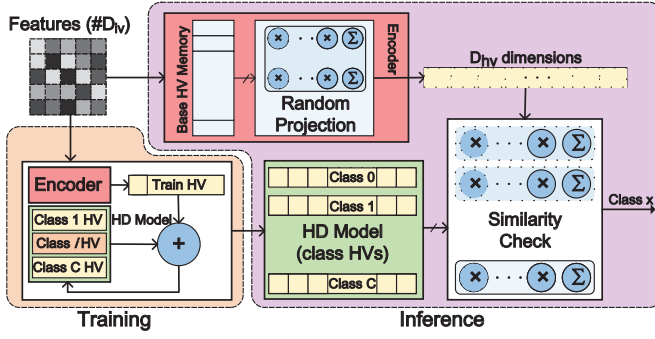 Features (#D_lv)
Base HV Memory
× · · · × Σ
× · · · × Σ
Random
Projection
Encoder
D_hv dimensions
· · ·
Encoder
Train HV
Class 1 HV
HD Model
Class l HV
Class C HV
+
Training
Class 0
Class 1
HD Model
(class HVs)
Class C
× · · · × Σ
× · · · × Σ
Similarity
Check
× · · · × Σ
Class x
Inference